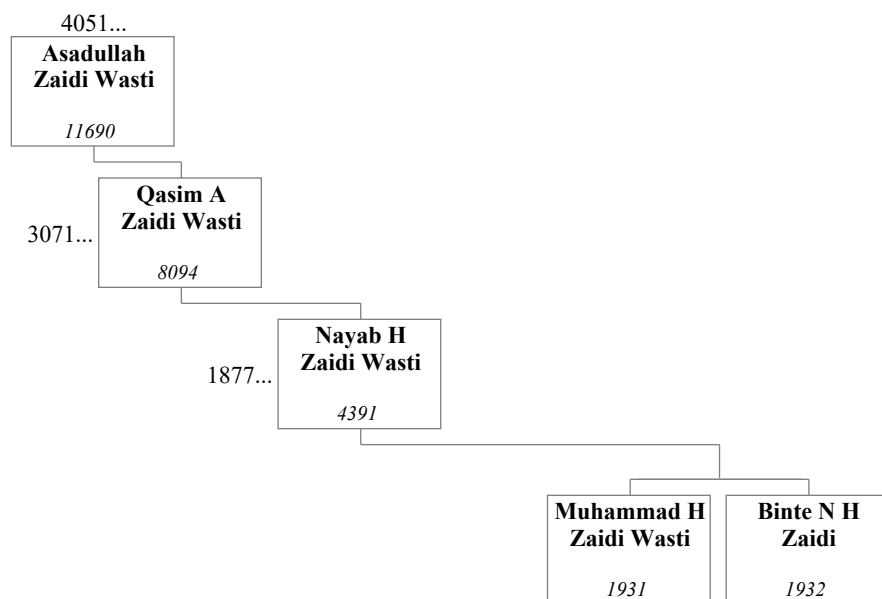 4051...
Asadullah
Zaidi Wasti
11690
Qasim A
Zaidi Wasti
3071...
8094
Nayab H
Zaidi Wasti
1877...
4391
Muhammad H
Zaidi Wasti
1931
Binte N H
Zaidi
1932